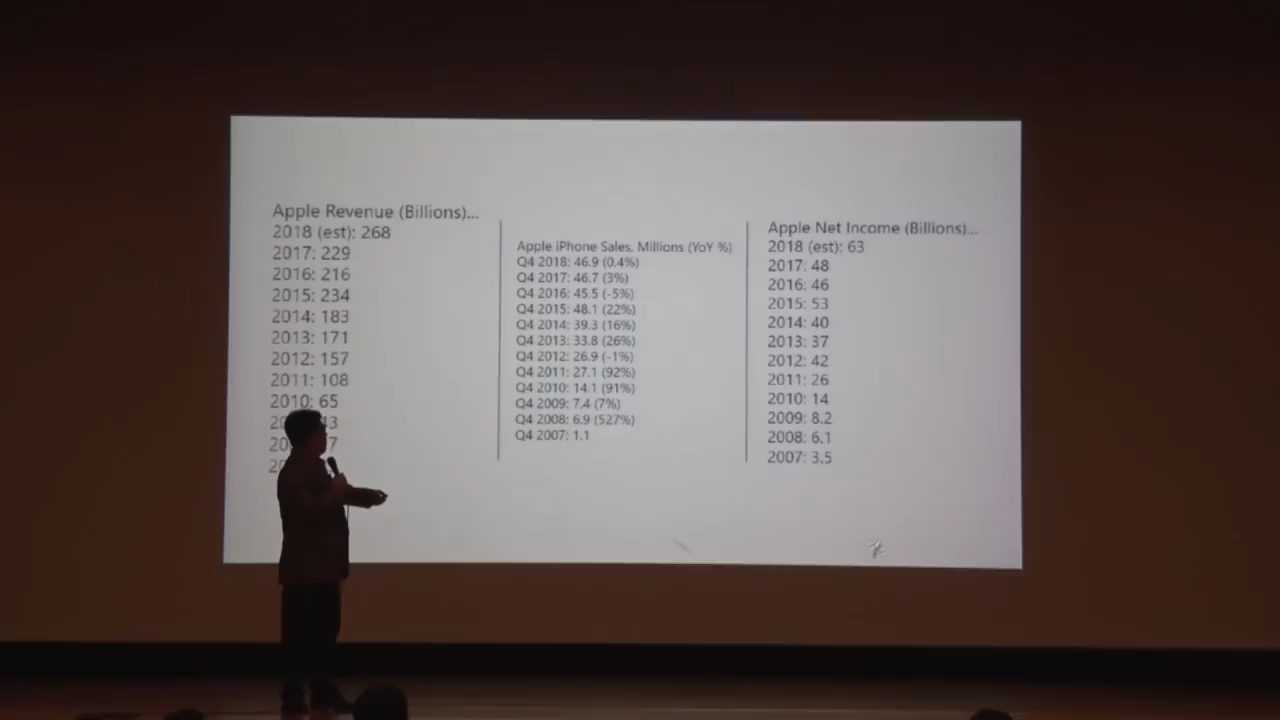 Apple Revenue (Billions)...
2018 (est): 268
2017: 229
2016: 216
2015: 234
2014: 183
2013: 171
2012: 157
2011: 108
2010: 65
Apple iPhone Sales, Millions (YoY %)
Q4 2018: 46.9 (0.4%)
Q4 2017: 46.7 (3%)
Q4 2016: 45.5 (-5%)
Q4 2015: 48.1 (22%)
Q4 2014: 39.3 (16%)
Q4 2013: 33.8 (26%)
Q4 2012: 26.9 (-1%)
Q4 2011: 27.1 (92%)
Q4 2010: 14.1 (91%)
Q4 2009: 7.4 (7%)
Q4 2008: 6.9 (527%)
Q4 2007: 1.1
Apple Net Income (Billions)...
2018 (est): 63
2017: 48
2016: 46
2015: 53
2014: 40
2013: 37
2012: 42
2011: 26
2010: 14
2009: 8.2
2008: 6.1
2007: 3.5